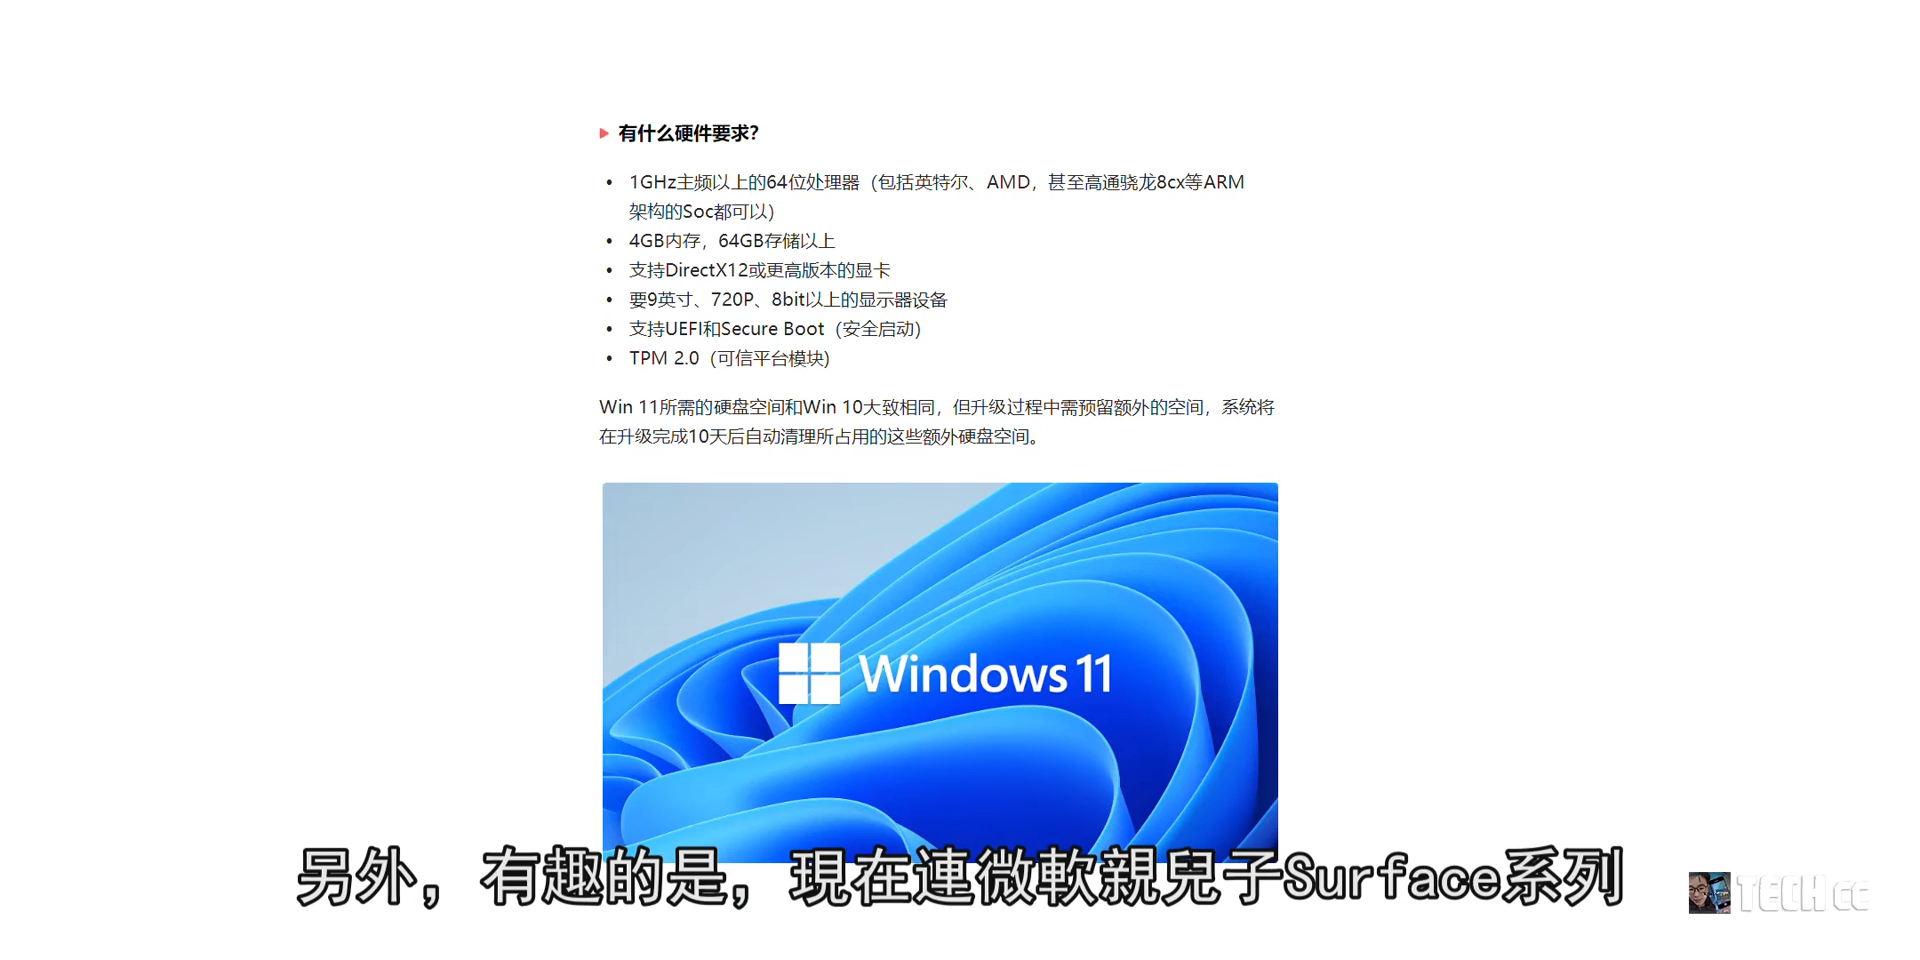 有什么硬件要求？
• 1GHz主频以上的64位处理器（包括英特尔、AMD，甚至高通骁龙8cx等ARM
架构的Soc都可以）
• 4GB内存，64GB存储以上
• 支持DirectX12或更高版本的显卡
• 要9英寸、720P、8bit以上的显示器设备
• 支持UEFI和Secure Boot（安全启动）
• TPM 2.0（可信平台模块）
Win 11所需的硬盘空间和Win 10大致相同，但升级过程中需预留额外的空间，系统将
在升级完成10天后自动清理所占用的这些额外硬盘空间。
Windows 11
另外，有趣的是，現在連微軟親兒子Surface系列
TECH CE